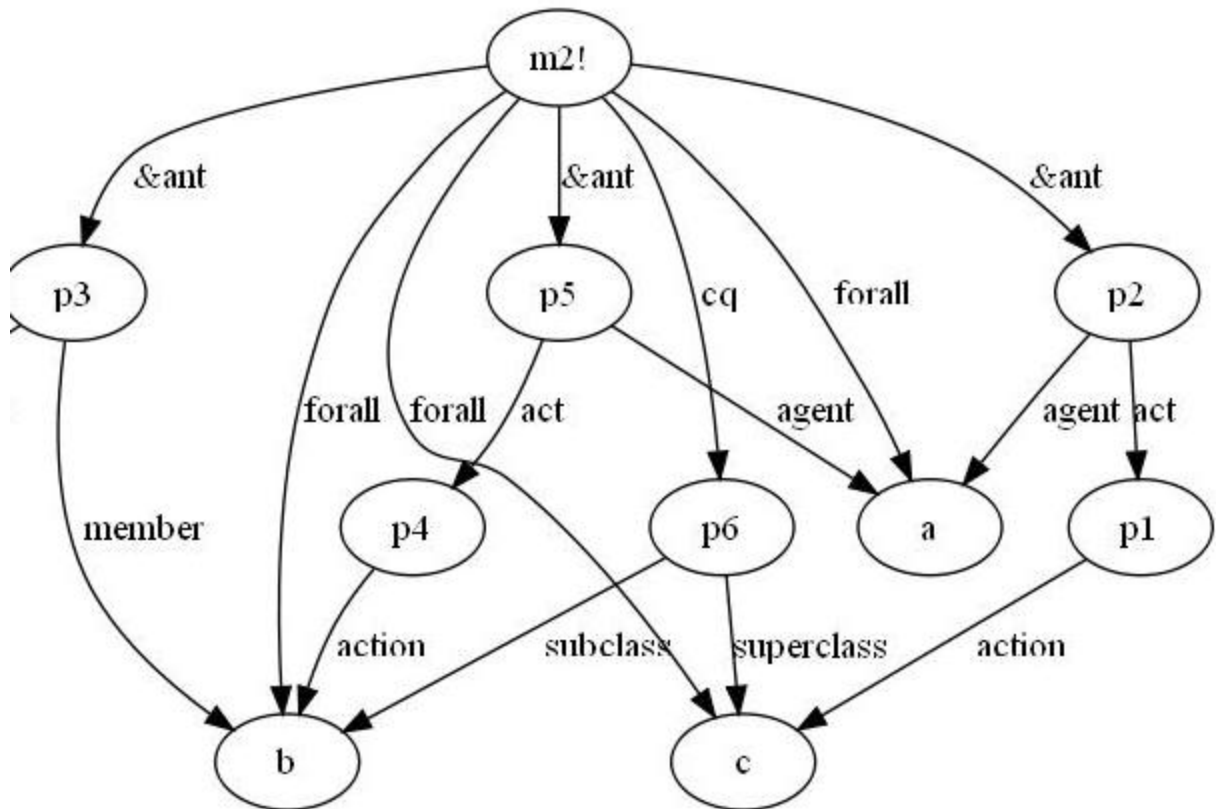 m2!
&ant &ant &ant
p3 p5 cq forall p2
forall forall act agent agent act
member p4 p6 a p1
action subclass superclass action
b c